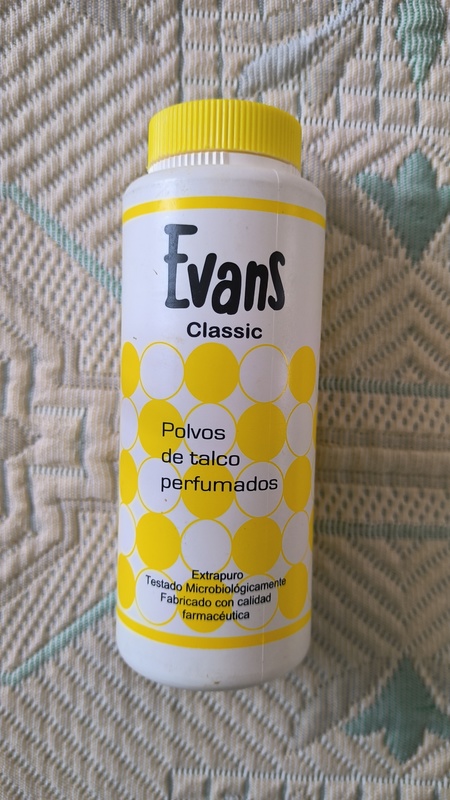 Evans
Classic
Polvos
de talco
perfumados
Extrapuro
Testado Microbiológicamente
Fabricado con calidad
farmacéutica